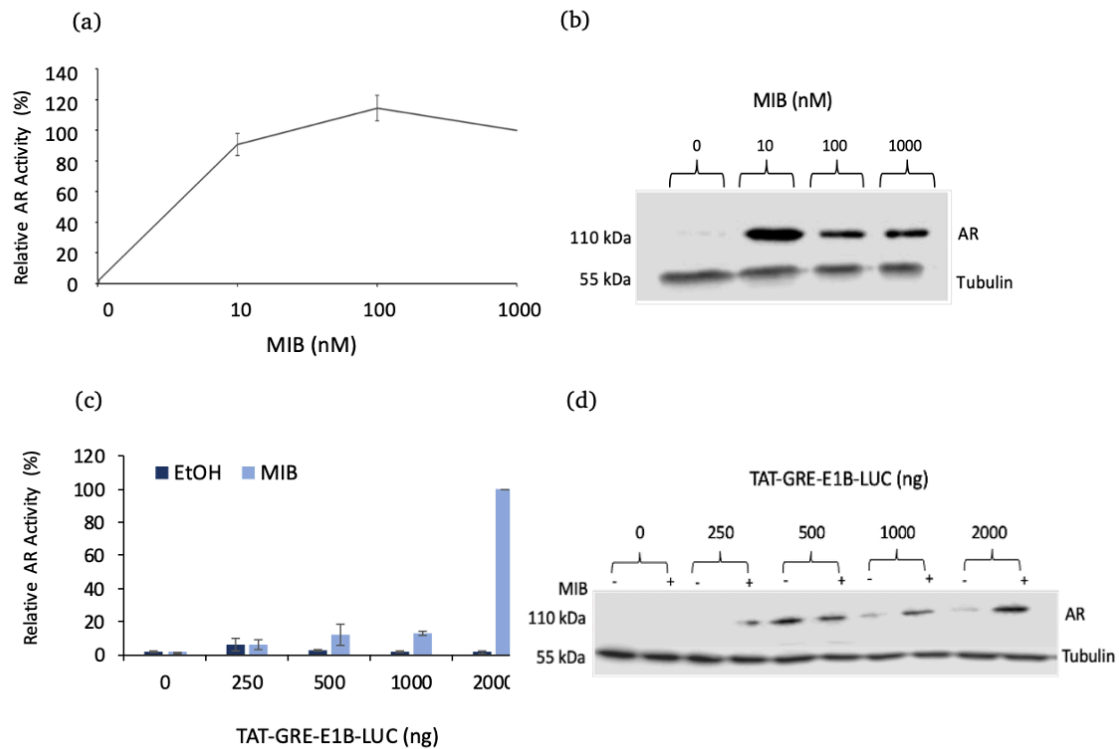 (a)
140
120
100
80
60
40
20
0
Relative AR Activity (%)
0 10 100 1000
MIB (nM)
(b)
MIB (nM)
0 10 100 1000
110 kDa AR
55 kDa Tubulin
(c)
120
100
80
60
40
20
0
Relative AR Activity (%)
EtOH MIB
0 250 500 1000 2000
TAT-GRE-E1B-LUC (ng)
(d)
TAT-GRE-E1B-LUC (ng)
0 250 500 1000 2000
MIB - + - + - + - + - +
110 kDa AR
55 kDa Tubulin